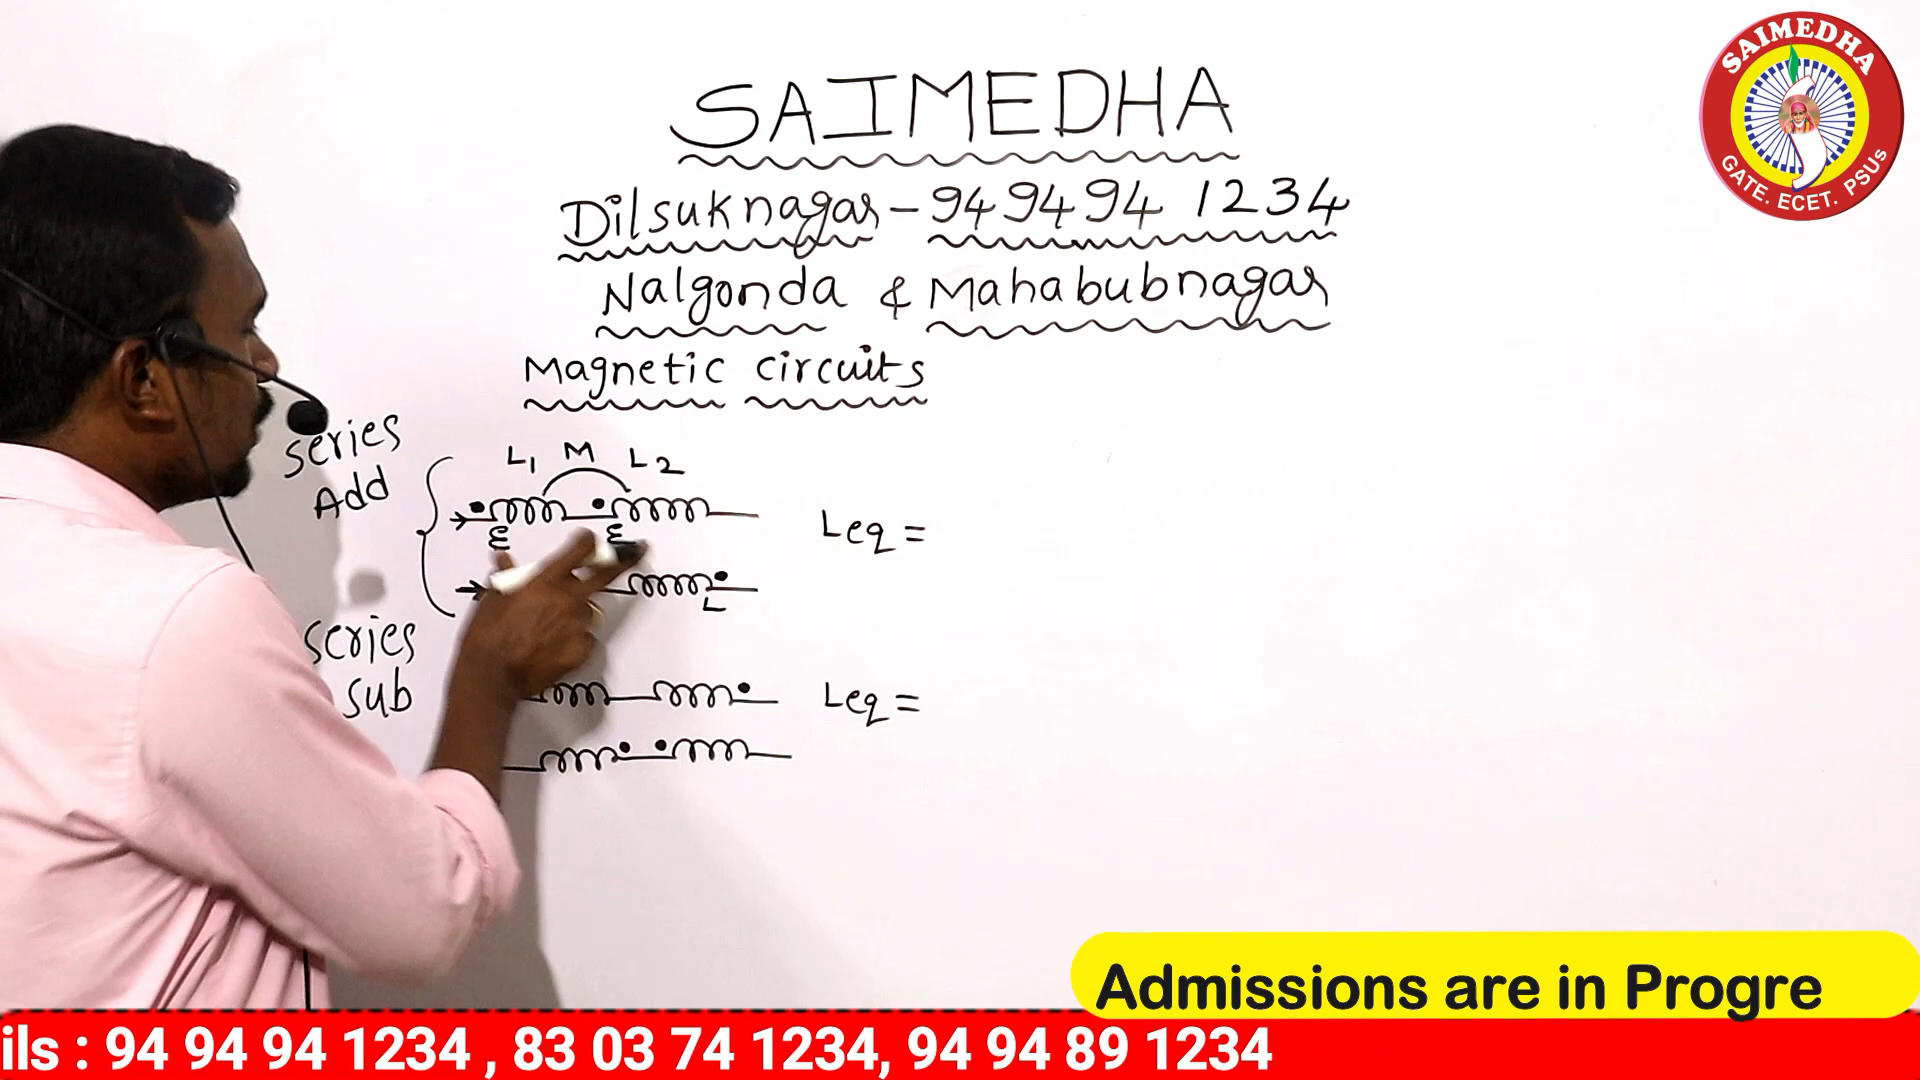 SAIMEDHA
Dilsuknagar - 949494 1234
Nalgonda & Mahabubnagar
Magnetic circuits
series
Add
L1 M L2
E E
Leq =
L
series
sub
Leq =
SAIMEDHA
GATE. ECET. PSUs
Admissions are in Progre
ils : 94 94 94 1234 , 83 03 74 1234, 94 94 89 1234